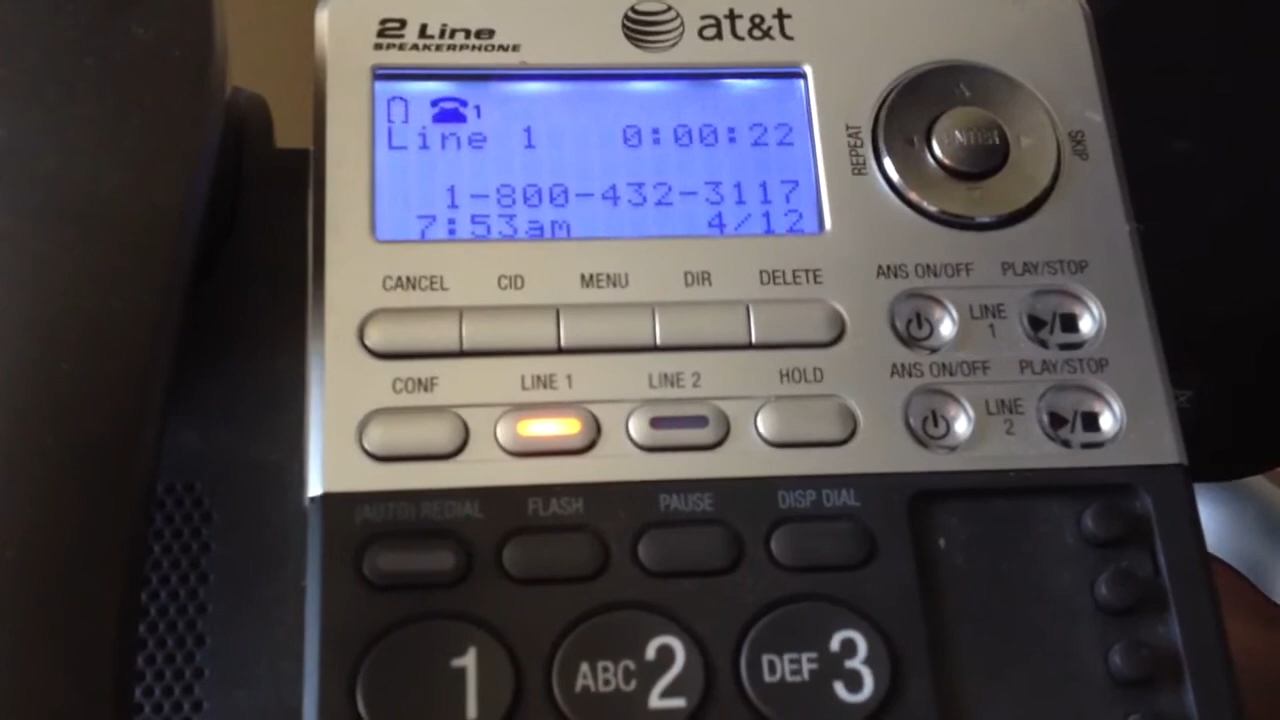 2 Line
SPEAKERPHONE
at&t
1
Line 1 0:00:22
1-800-432-3117
7:53am 4/12
REPEAT
ENTER
SKIP
CANCEL CID MENU DIR DELETE
ANS ON/OFF PLAY/STOP
LINE 1
CONF LINE 1 LINE 2 HOLD
ANS ON/OFF PLAY/STOP
LINE 2
(AUTO) REDIAL FLASH PAUSE DISP DIAL
1 ABC 2 DEF 3